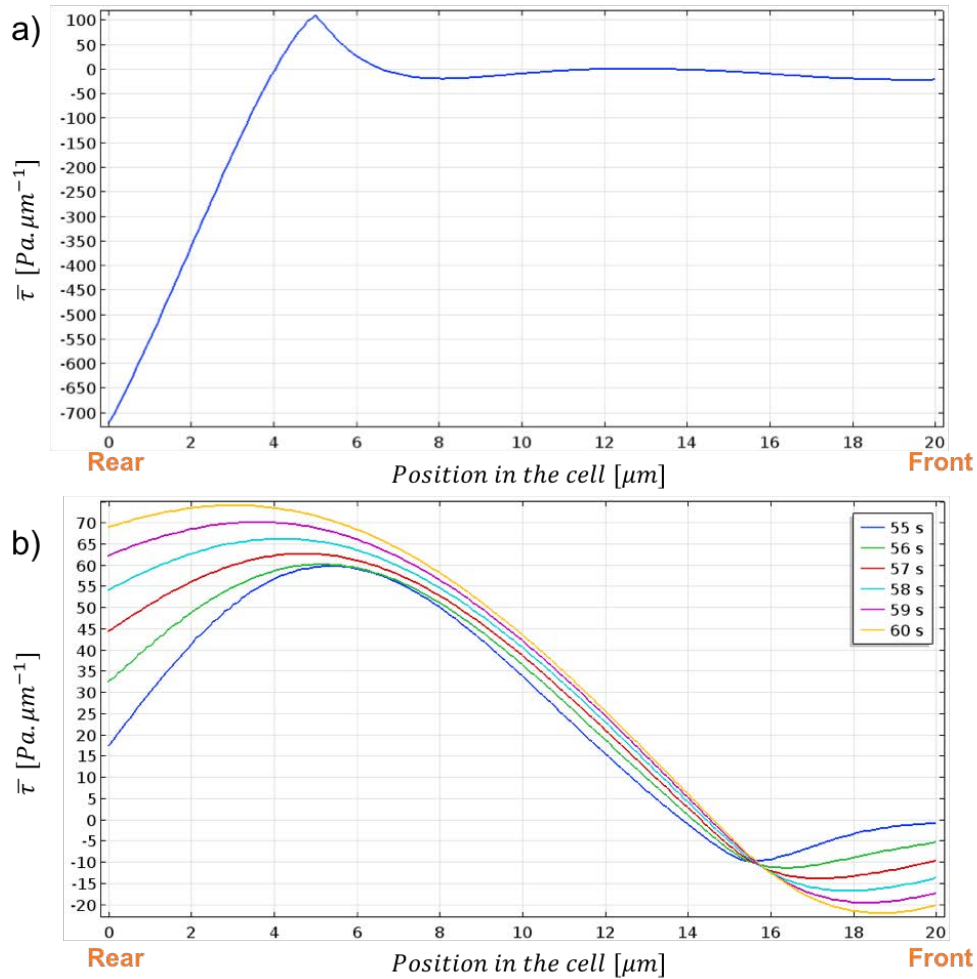 a)
100
50
0
-50
-100
-150
-200
-250
-300
-350
-400
-450
-500
-550
-600
-650
-700
τ̅ [Pa.μm⁻¹]
0 2 4 6 8 10 12 14 16 18 20
Rear Front
Position in the cell [μm]
b)
70
65
60
55
50
45
40
35
30
25
20
15
10
5
0
-5
-10
-15
-20
τ̅ [Pa.μm⁻¹]
55 s
56 s
57 s
58 s
59 s
60 s
0 2 4 6 8 10 12 14 16 18 20
Rear Front
Position in the cell [μm]